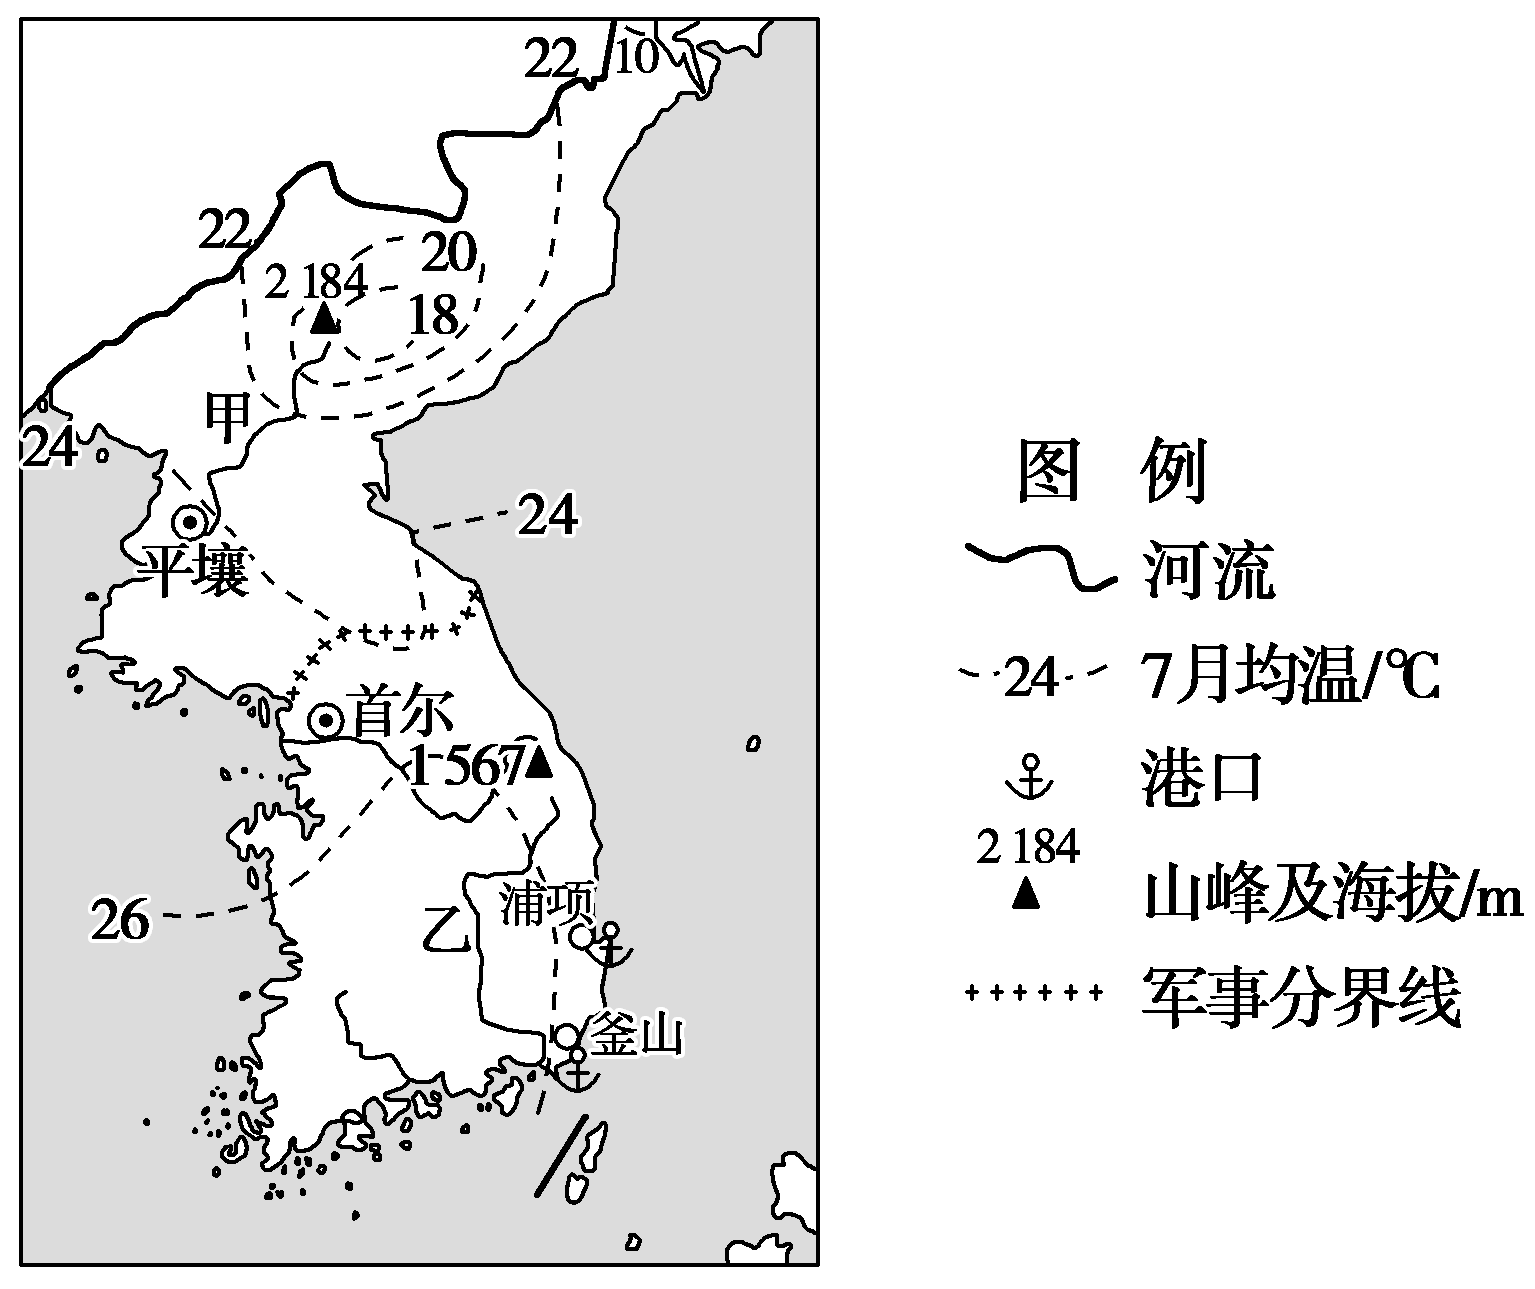 22
10
22
20
2 184
18
甲
24
24
平壤
首尔
1 567
26
浦项
乙
釜山
图 例
河流
24
7月均温/℃
港口
2 184
山峰及海拔/m
军事分界线